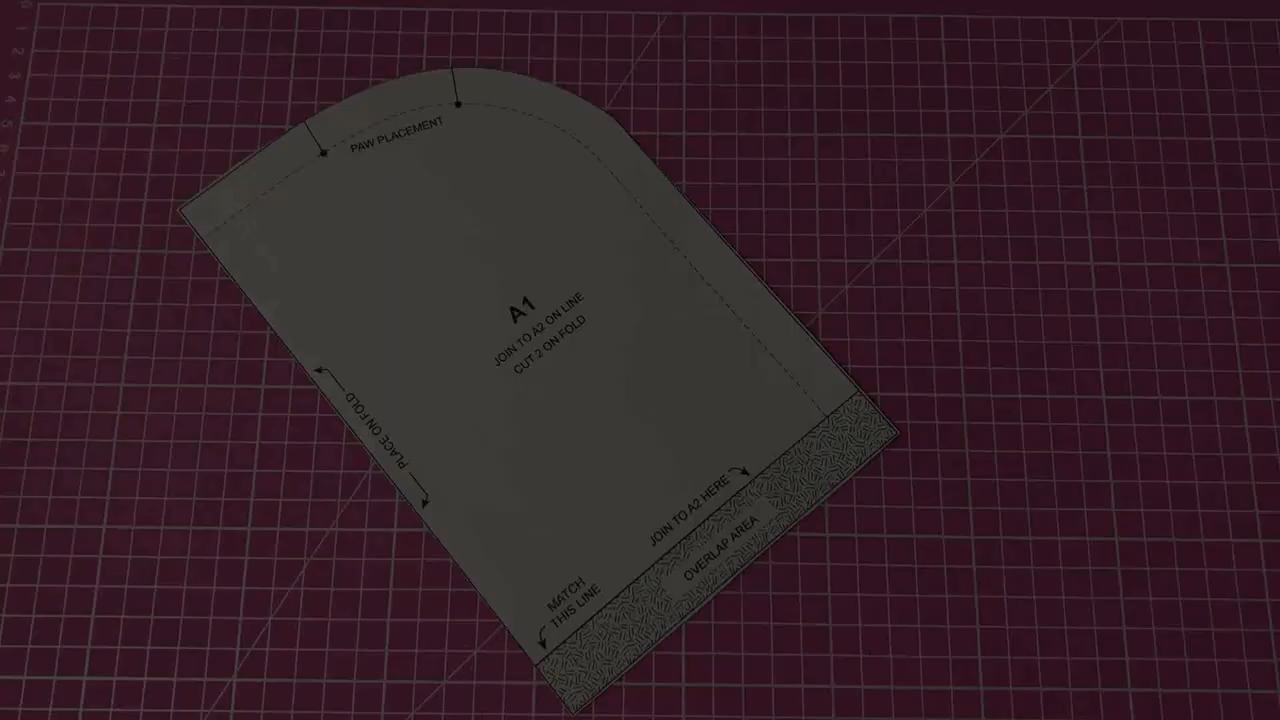 PAW PLACEMENT
A1
JOIN TO A2 ON LINE
CUT 2 ON FOLD
PLACE ON FOLD
JOIN TO A2 HERE
OVERLAP AREA
MATCH
THIS LINE